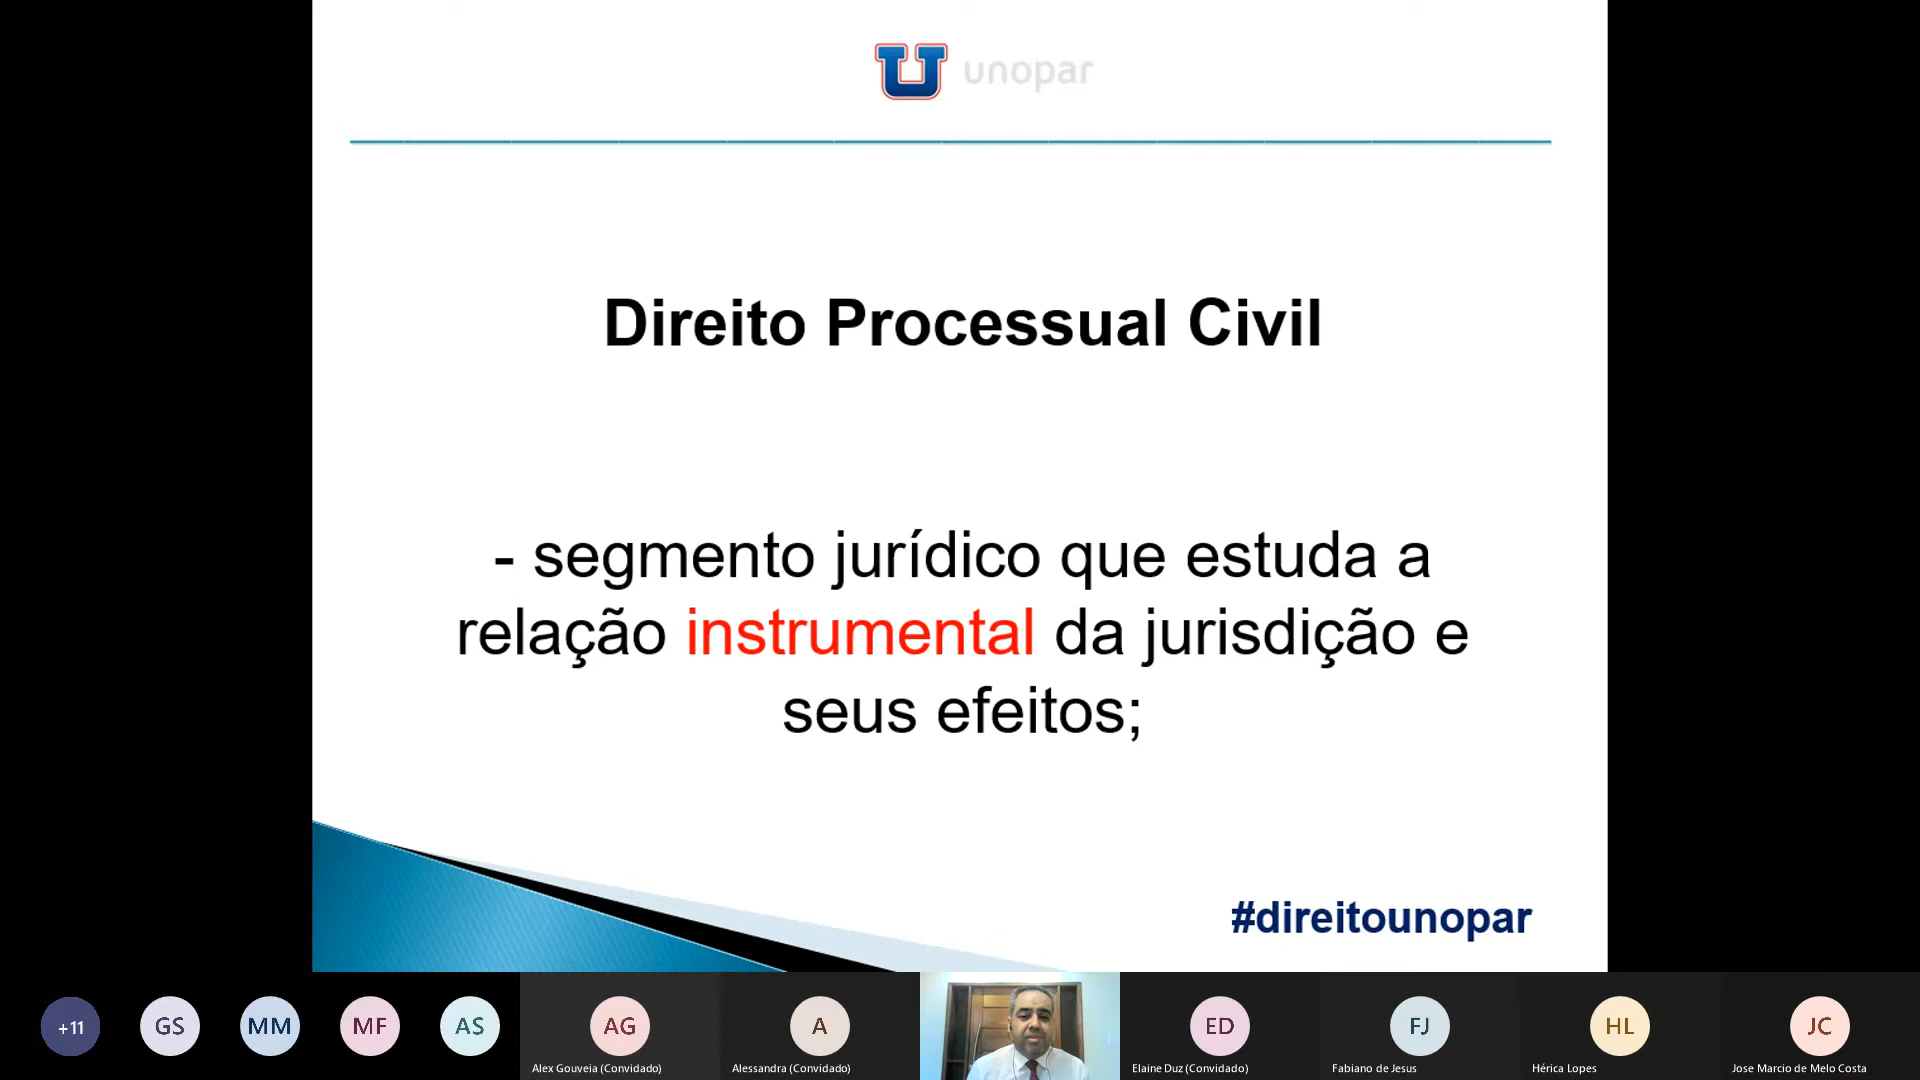 unopar
Direito Processual Civil
- segmento jurídico que estuda a
relação instrumental da jurisdição e
seus efeitos;
#direitounopar
+11
GS
MM
MF
AS
AG
A
ED
FJ
HL
JC
Alex Gouveia (Convidado)
Alessandra (Convidado)
Elaine Duz (Convidado)
Fabiano de Jesus
Hérica Lopes
Jose Marcio de Melo Costa